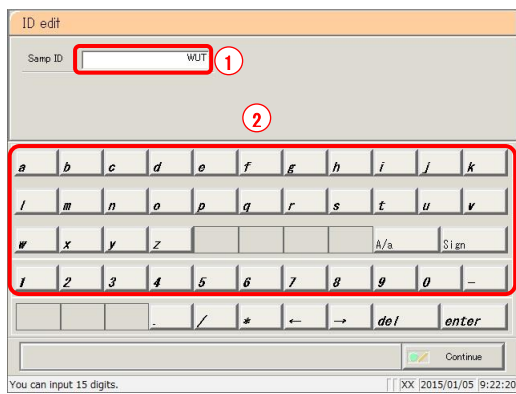 ID edit
Samp ID WUT 1
2
a b c d e f g h i j k
l m n o p q r s t u v
w x y z A/a Sign
1 2 3 4 5 6 7 8 9 0 -
. / * ← → del enter
Continue
You can input 15 digits. XX 2015/01/05 9:22:20